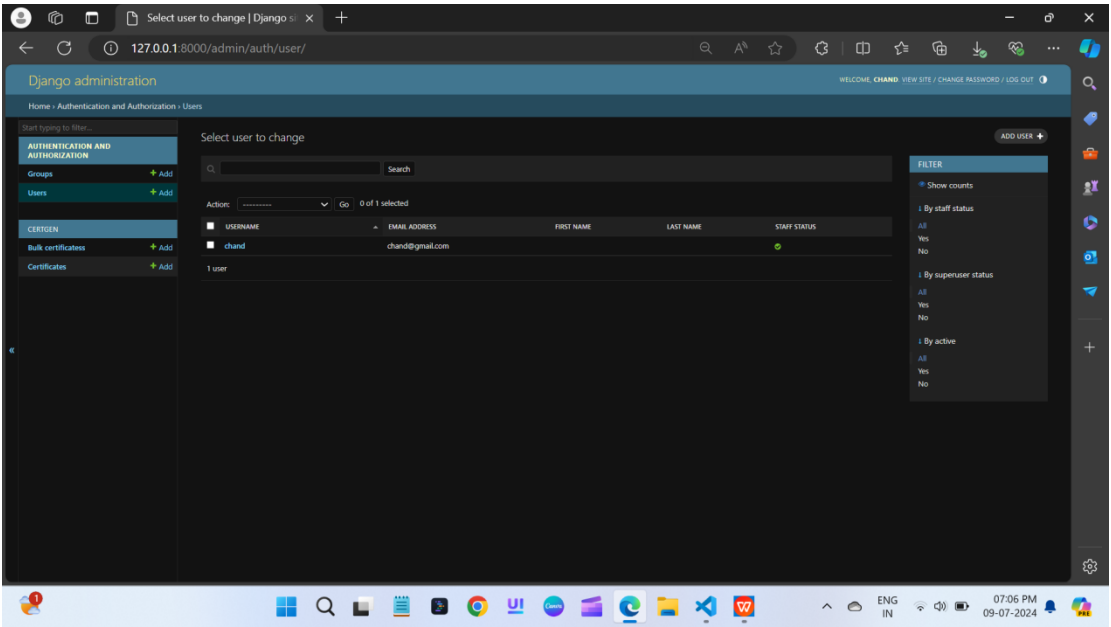 Select user to change | Django si
127.0.0.1:8000/admin/auth/user/
Django administration
WELCOME, CHAND. VIEW SITE / CHANGE PASSWORD / LOG OUT
Home › Authentication and Authorization › Users
Start typing to filter...
AUTHENTICATION AND
AUTHORIZATION
Groups + Add
Users + Add
CERTGEN
Bulk certificatess + Add
Certificates + Add
Select user to change
ADD USER +
Search
Action: --------- Go 0 of 1 selected
USERNAME EMAIL ADDRESS FIRST NAME LAST NAME STAFF STATUS
chand chand@gmail.com
1 user
FILTER
Show counts
↓ By staff status
All
Yes
No
↓ By superuser status
All
Yes
No
↓ By active
All
Yes
No
«
1
UI
Canva
W
ENG
IN
07:06 PM
09-07-2024
PRE